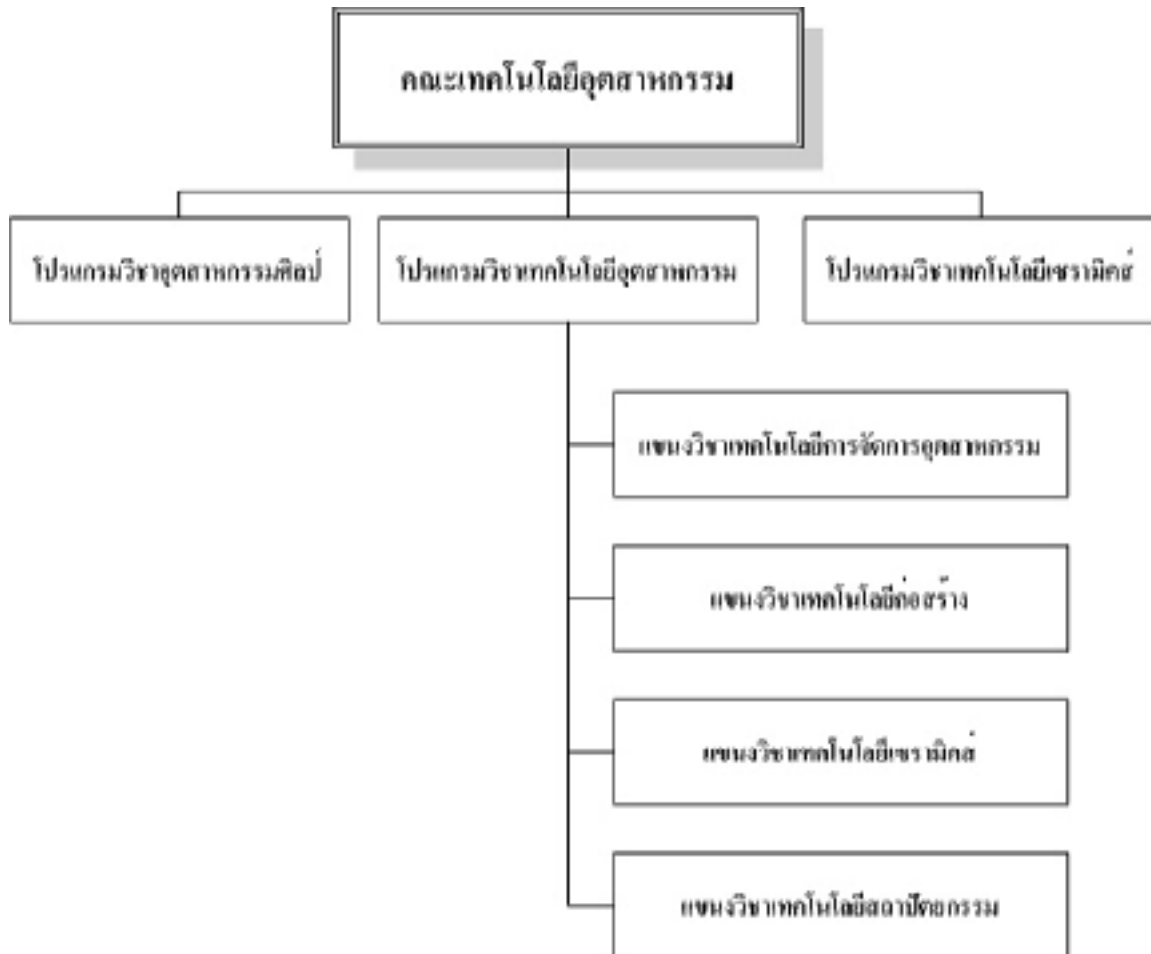 คณะเทคโนโลยีอุตสาหกรรม
โปรแกรมวิชาอุตสาหกรรมศิลป์
โปรแกรมวิชาเทคโนโลยีอุตสาหกรรม
โปรแกรมวิชาเทคโนโลยีเซรามิคส์
แขนงวิชาเทคโนโลยีการจัดการอุตสาหกรรม
แขนงวิชาเทคโนโลยีก่อสร้าง
แขนงวิชาเทคโนโลยีเซรามิคส์
แขนงวิชาเทคโนโลยีสถาปัตยกรรม